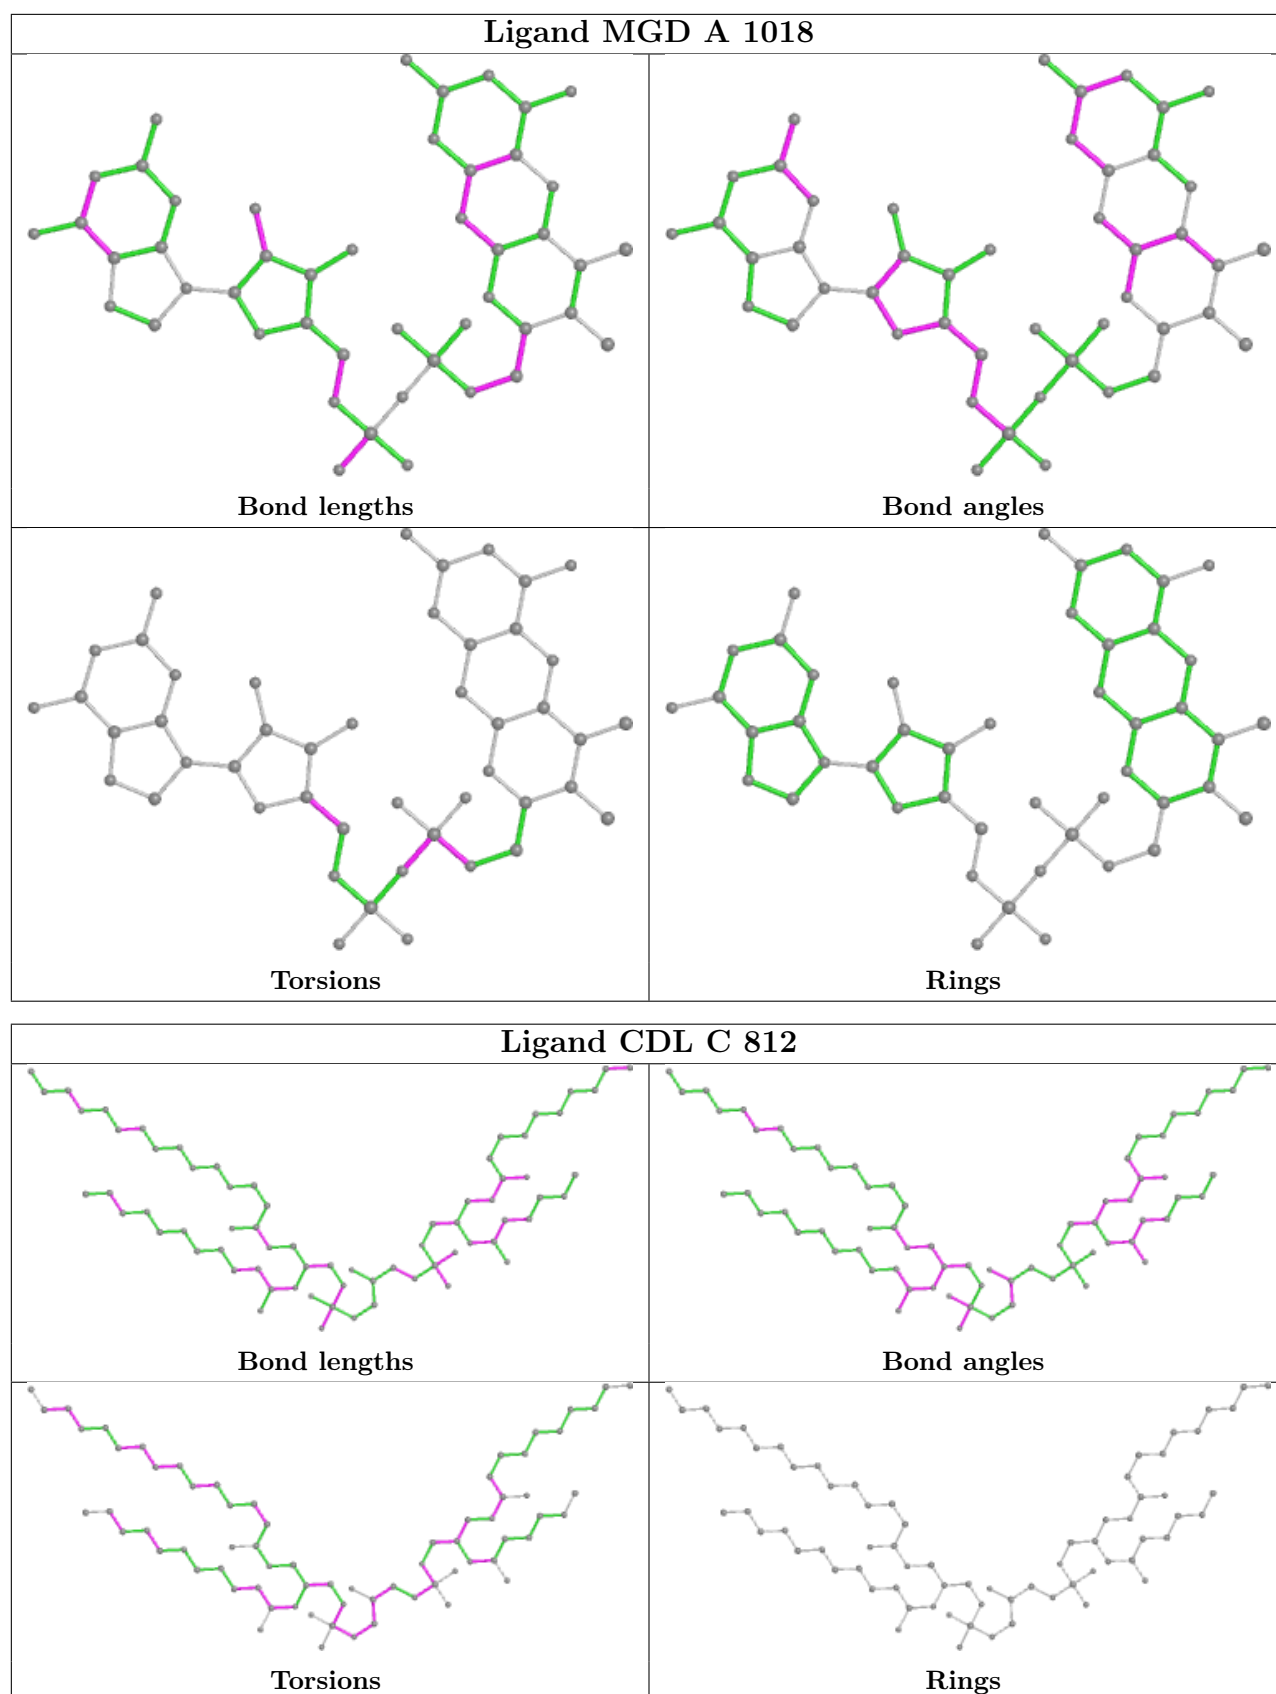 Ligand MGD A 1018
Bond lengths
Bond angles
Torsions
Rings
Ligand CDL C 812
Bond lengths
Bond angles
Torsions
Rings